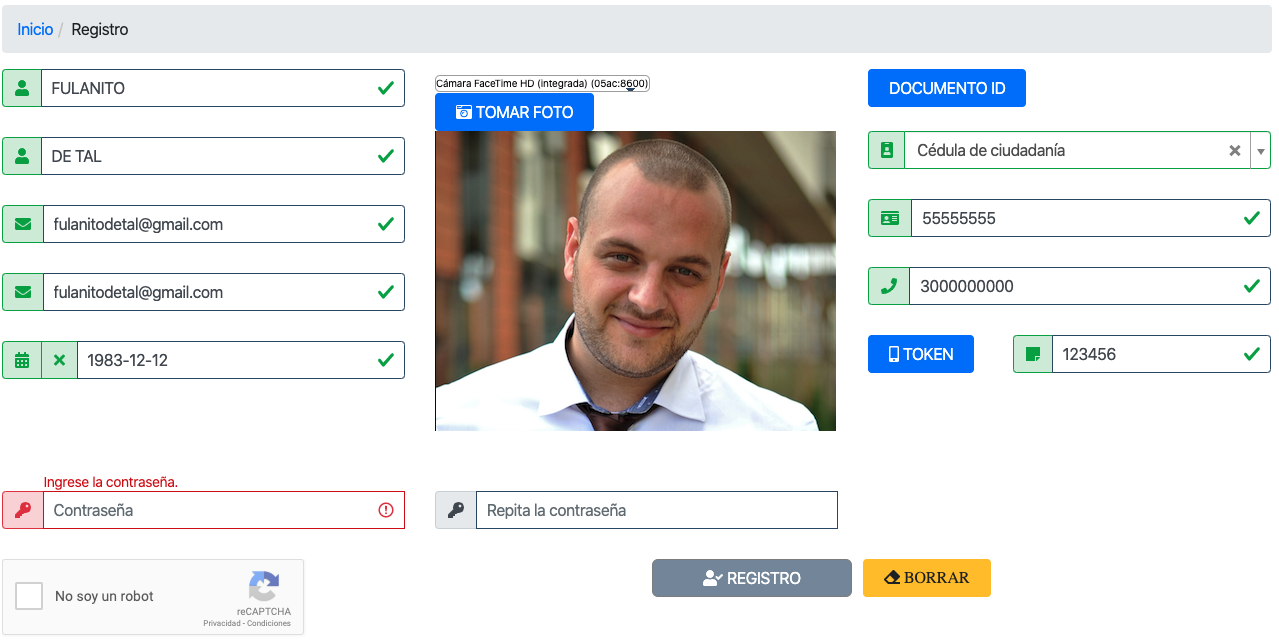 Inicio / Registro
FULANITO
DE TAL
fulanitodetal@gmail.com
fulanitodetal@gmail.com
1983-12-12
Cámara FaceTime HD (integrada) (05ac:8600)
TOMAR FOTO
DOCUMENTO ID
Cédula de ciudadanía
55555555
3000000000
TOKEN
123456
Ingrese la contraseña.
Contraseña
Repita la contraseña
No soy un robot
reCAPTCHA
Privacidad - Condiciones
REGISTRO
BORRAR